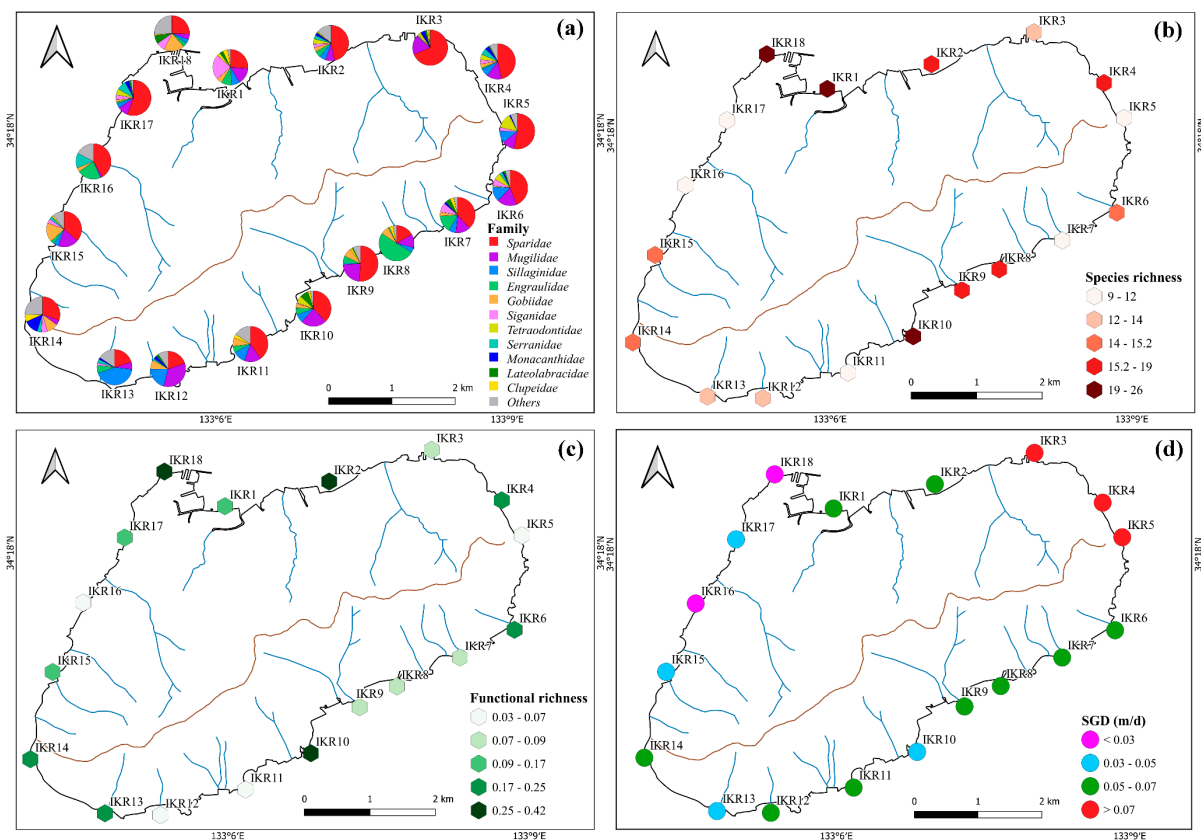 (a)
IKR3
IKR18
IKR2
IKR4
IKR1
IKR17
IKR5
IKR16
IKR6
IKR7
Family
Sparidae
Mugilidae
Sillaginidae
Engraulidae
Gobiidae
Siganidae
Tetraodontidae
Serranidae
Monacanthidae
Lateolabracidae
Clupeidae
Others
IKR15
IKR8
IKR9
IKR14
IKR10
IKR11
IKR13
IKR12
0 1 2 km
34°18'N
133°6'E
133°9'E
(b)
IKR3
IKR18
IKR2
IKR1
IKR4
IKR17
IKR5
IKR16
IKR6
IKR7
IKR15
IKR8
IKR9
Species richness
9 - 12
12 - 14
14 - 15.2
15.2 - 19
19 - 26
IKR10
IKR14
IKR11
IKR13
IKR12
0 1 2 km
34°18'N
34°18'N
133°6'E
133°9'E
(c)
IKR3
IKR18
IKR2
IKR1
IKR4
IKR17
IKR5
IKR16
IKR6
IKR7
IKR15
IKR8
IKR9
Functional richness
0.03 - 0.07
0.07 - 0.09
0.09 - 0.17
0.17 - 0.25
0.25 - 0.42
IKR14
IKR10
IKR11
IKR13
IKR12
0 1 2 km
34°18'N
133°6'E
133°9'E
(d)
IKR3
IKR18
IKR2
IKR1
IKR4
IKR17
IKR5
IKR16
IKR6
IKR7
IKR15
IKR8
IKR9
SGD (m/d)
< 0.03
0.03 - 0.05
0.05 - 0.07
> 0.07
IKR14
IKR10
IKR11
IKR13
IKR12
0 1 2 km
34°18'N
34°18'N
133°6'E
133°9'E